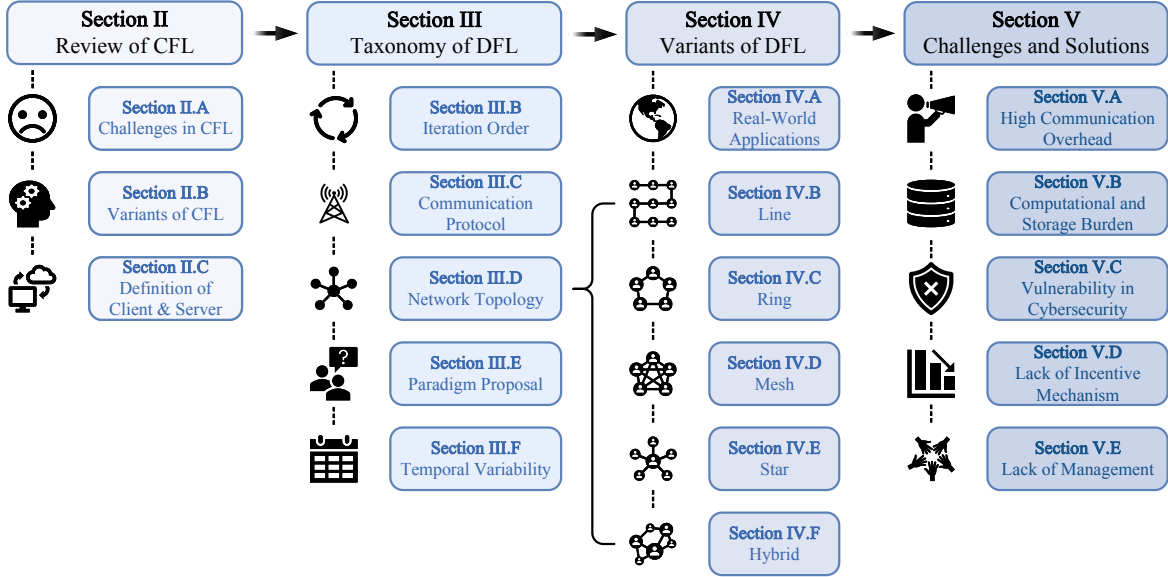 Section II
Review of CFL
Section II.A
Challenges in CFL
Section II.B
Variants of CFL
Section II.C
Definition of
Client & Server
Section III
Taxonomy of DFL
Section III.B
Iteration Order
Section III.C
Communication
Protocol
Section III.D
Network Topology
?
Section III.E
Paradigm Proposal
Section III.F
Temporal Variability
Section IV
Variants of DFL
Section IV.A
Real-World
Applications
Section IV.B
Line
Section IV.C
Ring
Section IV.D
Mesh
Section IV.E
Star
Section IV.F
Hybrid
Section V
Challenges and Solutions
Section V.A
High Communication
Overhead
Section V.B
Computational and
Storage Burden
Section V.C
Vulnerability in
Cybersecurity
Section V.D
Lack of Incentive
Mechanism
Section V.E
Lack of Management